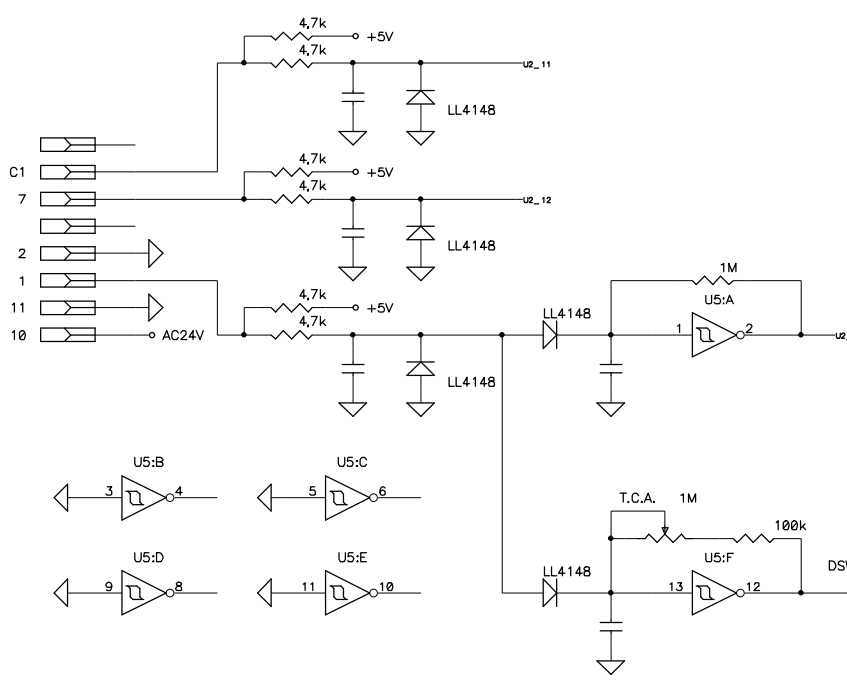 4,7k
+5V
4,7k
U2_11
LL4148
C1
4,7k
+5V
7
4,7k
U2_12
2
LL4148
1
1M
11
4,7k
+5V
LL4148
U5:A
10
AC24V
4,7k
1
2
U2_
LL4148
U5:B
U5:C
3
4
5
6
T.C.A.
1M
100k
U5:D
U5:E
LL4148
U5:F
DSW
9
8
11
10
13
12